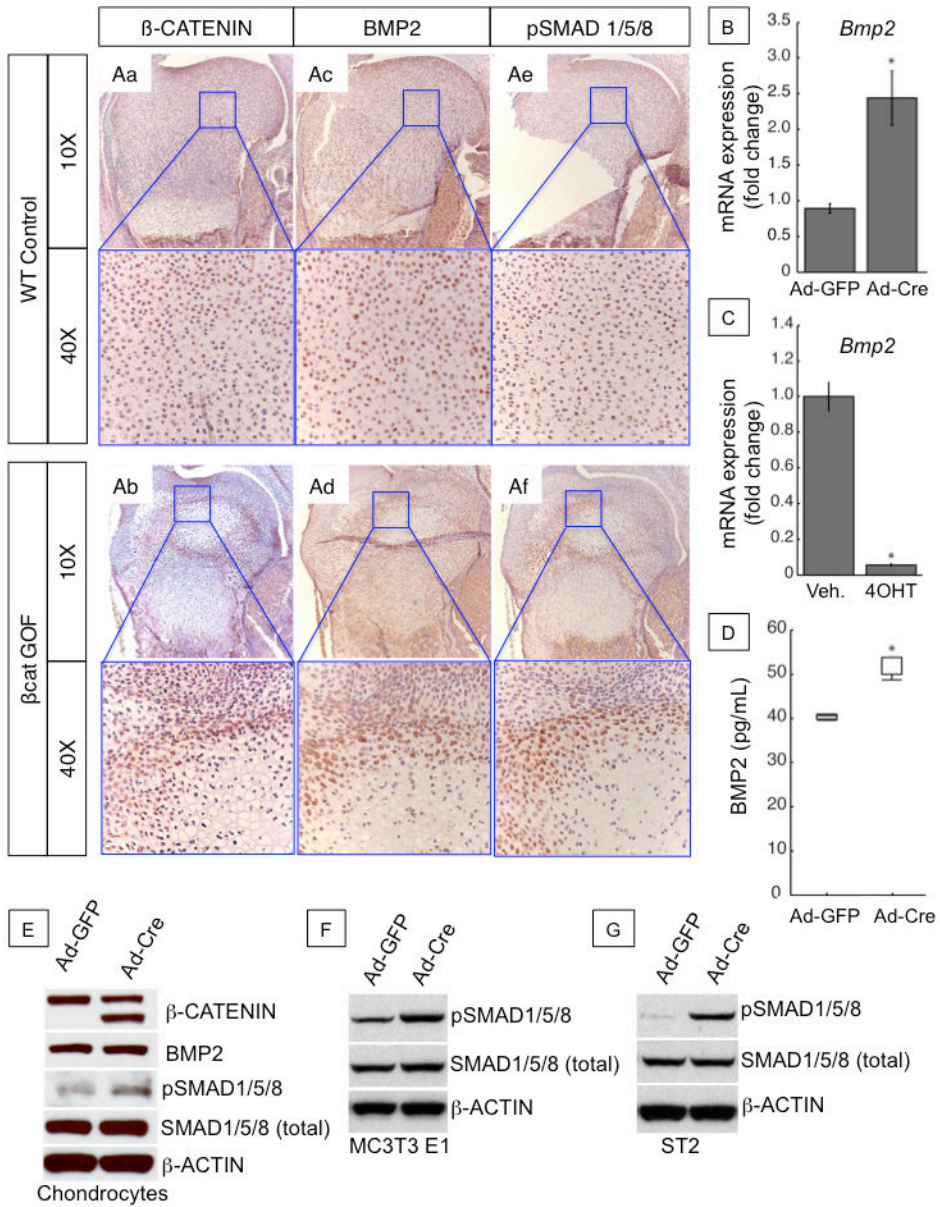 ß-CATENIN
BMP2
pSMAD 1/5/8
WT Control
10X
40X
Aa
Ac
Ae
βcat GOF
10X
40X
Ab
Ad
Af
B
Bmp2
mRNA expression
(fold change)
3.5
3.0
2.5
2.0
1.5
1.0
0.5
0
*
Ad-GFP
Ad-Cre
C
Bmp2
mRNA expression
(fold change)
1.4
1.2
1.0
0.8
0.6
0.4
0.2
0
*
Veh.
4OHT
D
BMP2 (pg/mL)
60
50
40
30
20
10
0
*
Ad-GFP
Ad-Cre
E
Ad-GFP
Ad-Cre
β-CATENIN
BMP2
pSMAD1/5/8
SMAD1/5/8 (total)
β-ACTIN
Chondrocytes
F
Ad-GFP
Ad-Cre
pSMAD1/5/8
SMAD1/5/8 (total)
β-ACTIN
MC3T3 E1
G
Ad-GFP
Ad-Cre
pSMAD1/5/8
SMAD1/5/8 (total)
β-ACTIN
ST2